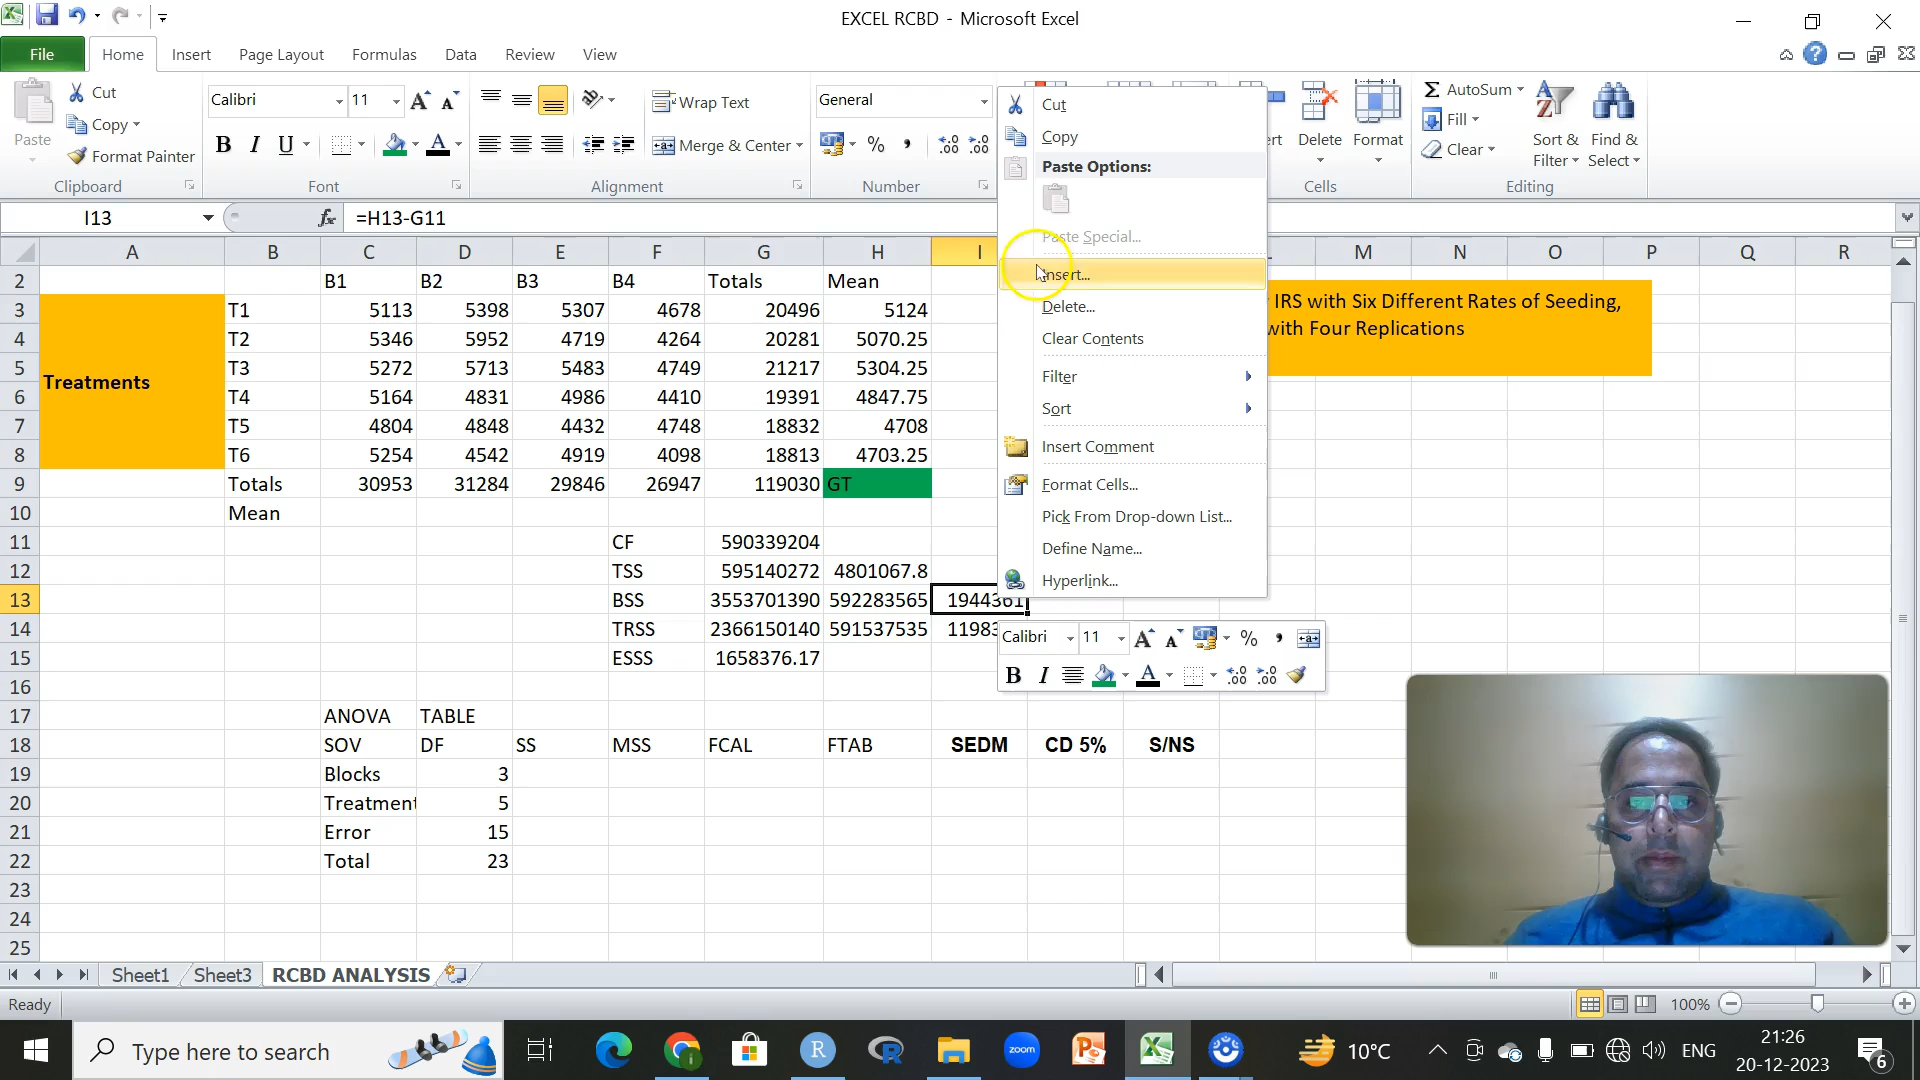 EXCEL RCBD - Microsoft Excel
File Home Insert Page Layout Formulas Data Review View
Paste
Cut
Copy
Format Painter
Clipboard
Calibri 11
B I U
Font
Wrap Text
Merge & Center
Alignment
General
%
Number
Delete
Format
Cells
AutoSum
Fill
Clear
Sort & Filter
Find & Select
Editing
I13
fx =H13-G11
A B C D E F G H I L M N O P Q R
2 B1 B2 B3 B4 Totals Mean
3 T1 5113 5398 5307 4678 20496 5124
4 T2 5346 5952 4719 4264 20281 5070.25
5 Treatments T3 5272 5713 5483 4749 21217 5304.25
6 T4 5164 4831 4986 4410 19391 4847.75
7 T5 4804 4848 4432 4748 18832 4708
8 T6 5254 4542 4919 4098 18813 4703.25
9 Totals 30953 31284 29846 26947 119030 GT
10 Mean
11 CF 590339204
12 TSS 595140272 4801067.8
13 BSS 3553701390 592283565 1944361
14 TRSS 2366150140 591537535
15 ESSS 1658376.17
16
17 ANOVA TABLE
18 SOV DF SS MSS FCAL FTAB SEDM CD 5% S/NS
19 Blocks 3
20 Treatment 5
21 Error 15
22 Total 23
23
24
25
IRS with Six Different Rates of Seeding,
with Four Replications
Cut
Copy
Paste Options:
Paste Special...
Insert...
Delete...
Clear Contents
Filter
Sort
Insert Comment
Format Cells...
Pick From Drop-down List...
Define Name...
Hyperlink...
Calibri 11 %
B I
Sheet1 Sheet3 RCBD ANALYSIS
Ready
100%
Type here to search
zoom
10°C
ENG
21:26
20-12-2023
6